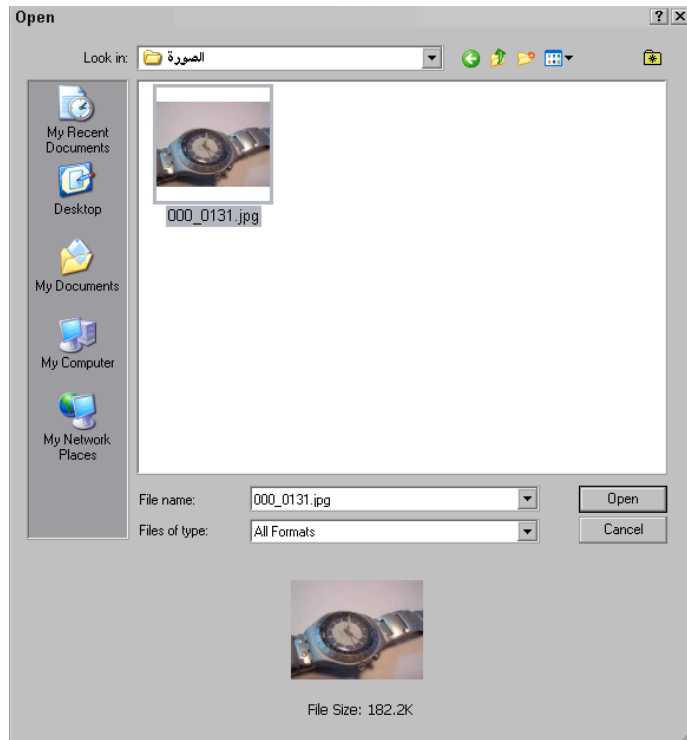 Open
Look in: الصورة
My Recent
Documents
Desktop
My Documents
My Computer
My Network
Places
000_0131.jpg
File name: 000_0131.jpg Open
Files of type: All Formats Cancel
File Size: 182.2K